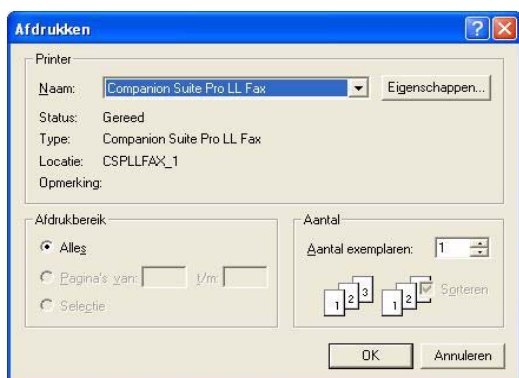 Afdrukken
Printer
Naam: Companion Suite Pro LL Fax Eigenschappen...
Status: Gereed
Type: Companion Suite Pro LL Fax
Locatie: CSPLLFAX_1
Opmerking:
Afdrukbereik
Alles
Pagina's van: t/m:
Selectie
Aantal
Aantal exemplaren: 1
1 2 3 1 2 Sorteren
OK Annuleren